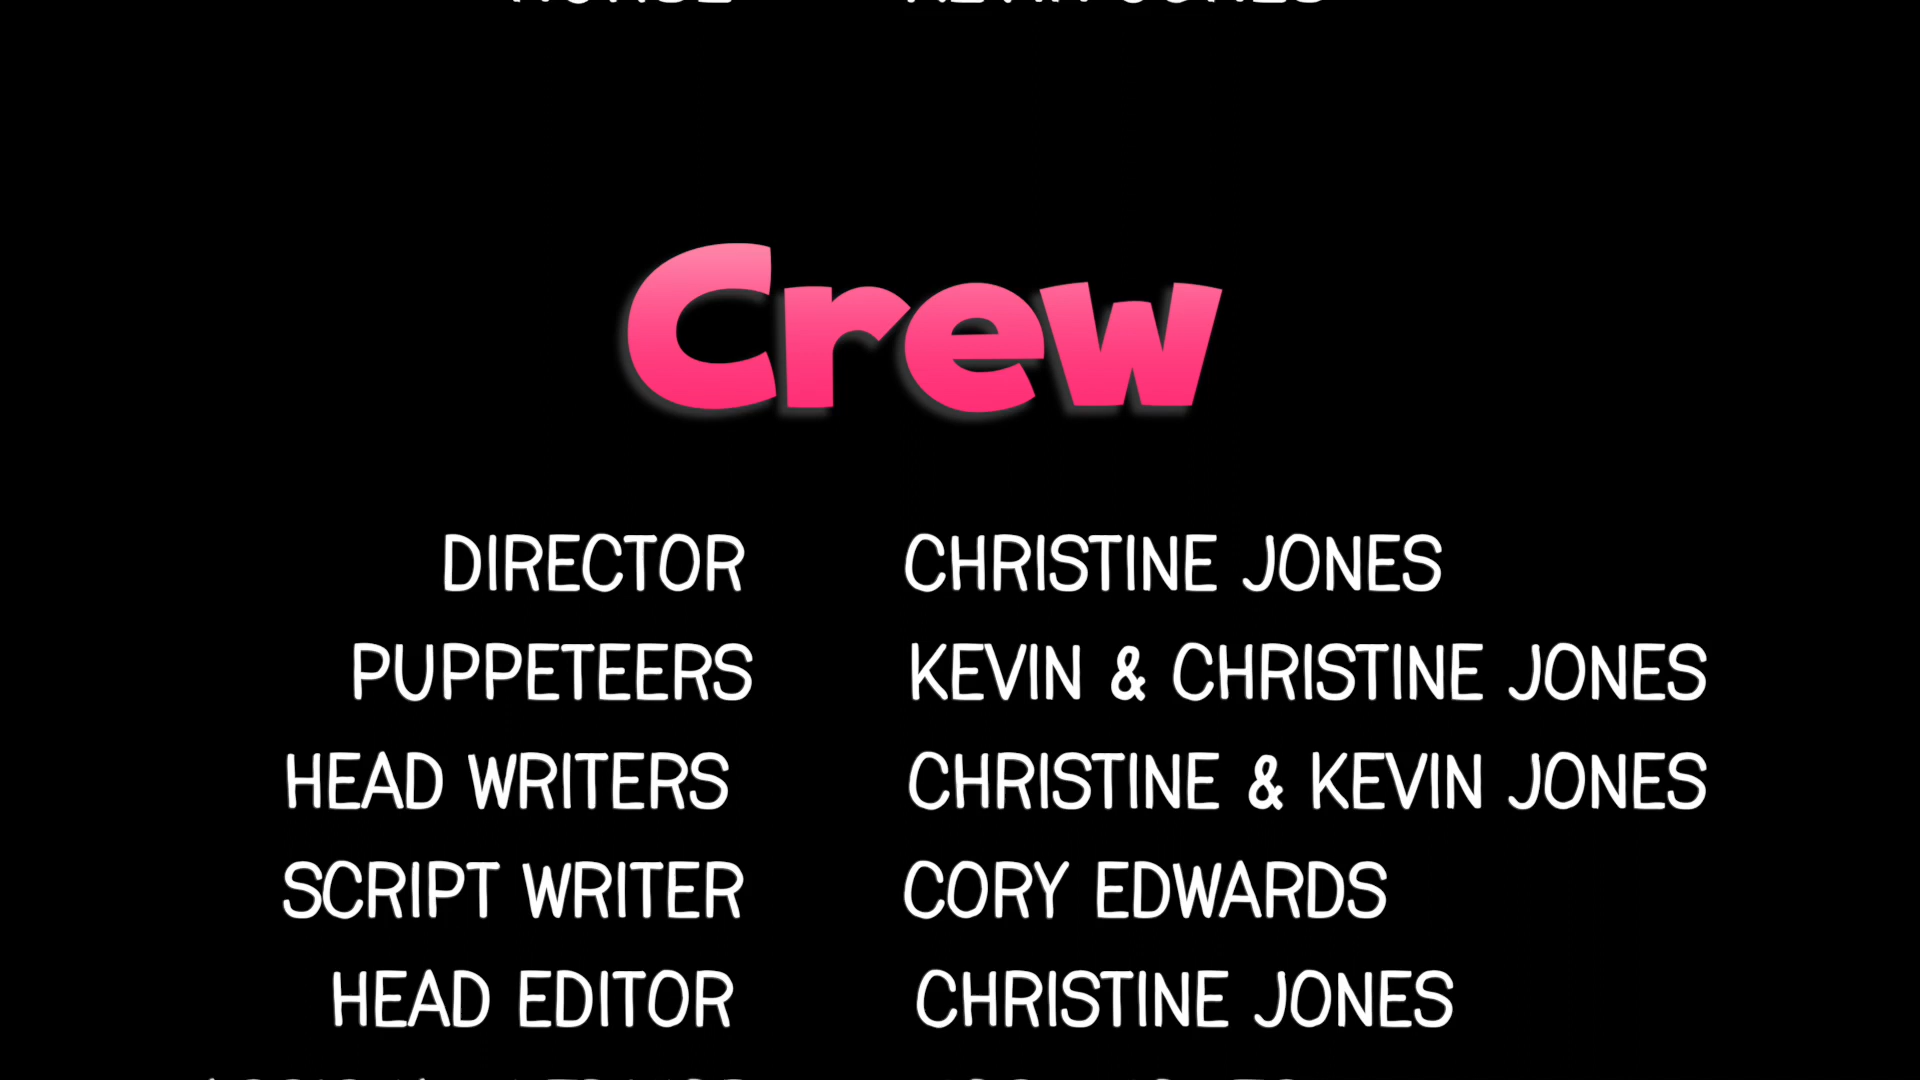 Crew
DIRECTOR CHRISTINE JONES
PUPPETEERS KEVIN & CHRISTINE JONES
HEAD WRITERS CHRISTINE & KEVIN JONES
SCRIPT WRITER CORY EDWARDS
HEAD EDITOR CHRISTINE JONES